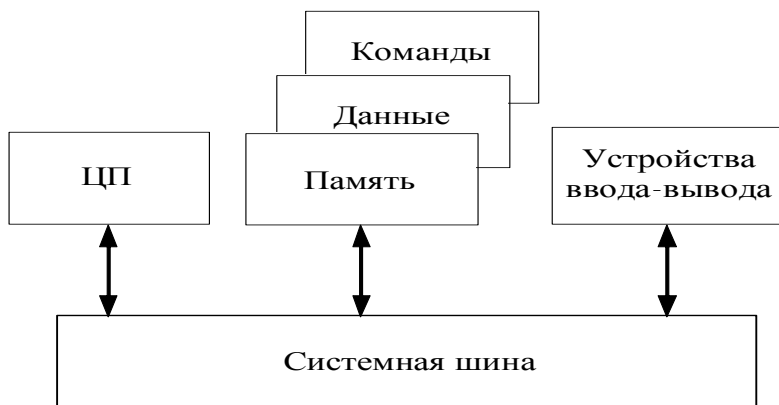 Команды
Данные
ЦП
Память
Устройства
ввода-вывода
Системная шина